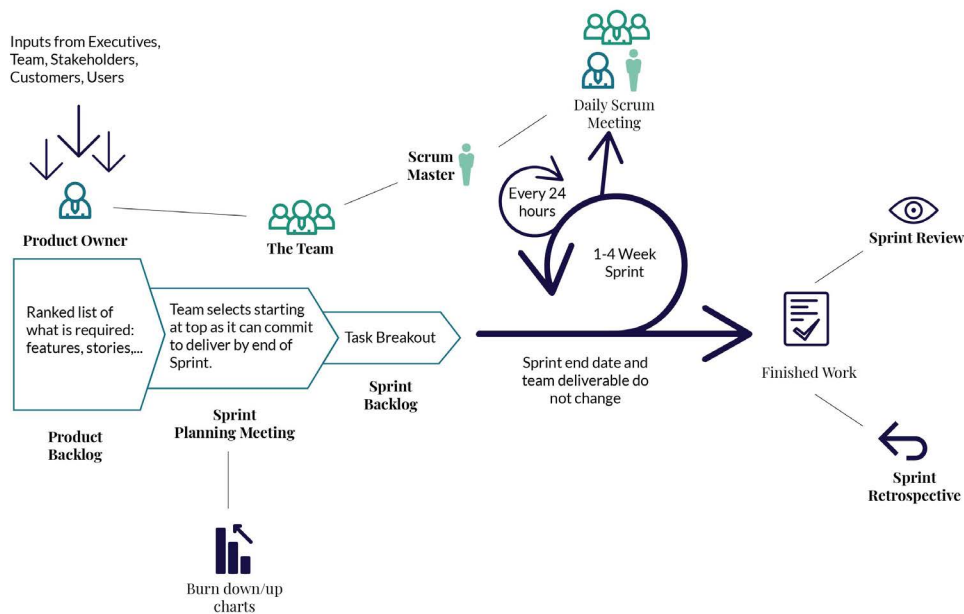 Inputs from Executives,
Team, Stakeholders,
Customers, Users
Product Owner
The Team
Scrum
Master
Daily Scrum
Meeting
Every 24
hours
1-4 Week
Sprint
Sprint Review
Ranked list of
what is required:
features, stories,...
Team selects starting
at top as it can commit
to deliver by end of
Sprint.
Task Breakout
Sprint end date and
team deliverable do
not change
Finished Work
Product
Backlog
Sprint
Planning Meeting
Sprint
Backlog
Sprint
Retrospective
Burn down/up
charts